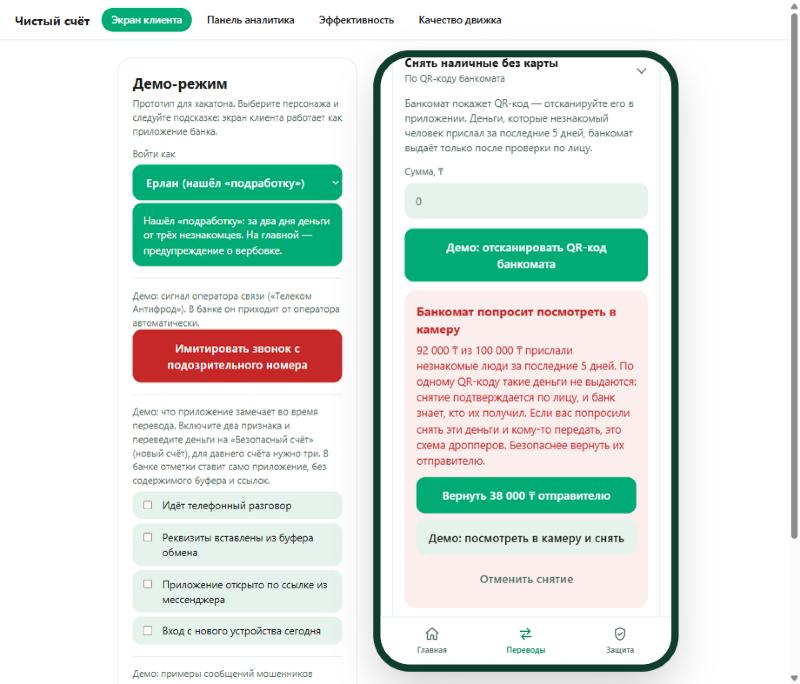 Чистый счёт
Экран клиента
Панель аналитика
Эффективность
Качество движка
Демо-режим
Прототип для хакатона. Выберите персонажа и
следуйте подсказке: экран клиента работает как
приложение банка.
Войти как
Ерлан (нашёл «подработку»)
Нашёл «подработку»: за два дня деньги
от трёх незнакомцев. На главной —
предупреждение о вербовке.
Демо: сигнал оператора связи («Телеком
Антифрод»). В банке он приходит от оператора
автоматически.
Имитировать звонок с
подозрительного номера
Демо: что приложение замечает во время
перевода. Включите два признака и
переведите деньги на «Безопасный счёт»
(новый счёт), для давнего счёта нужно три. В
банке отметки ставит само приложение, без
содержимого буфера и ссылок.
Идёт телефонный разговор
Реквизиты вставлены из буфера
обмена
Приложение открыто по ссылке из
мессенджера
Вход с нового устройства сегодня
Демо: примеры сообщений мошенников
Снять наличные без карты
По QR-коду банкомата
Банкомат покажет QR-код — отсканируйте его в
приложении. Деньги, которые незнакомый
человек прислал за последние 5 дней, банкомат
выдаёт только после проверки по лицу.
Сумма, ₸
0
Демо: отсканировать QR-код
банкомата
Банкомат попросит посмотреть в
камеру
92 000 ₸ из 100 000 ₸ прислали
незнакомые люди за последние 5 дней. По
одному QR-коду такие деньги не выдаются:
снятие подтверждается по лицу, и банк
знает, кто их получил. Если вас попросили
снять эти деньги и кому-то передать, это
схема дропперов. Безопаснее вернуть их
отправителю.
Вернуть 38 000 ₸ отправителю
Демо: посмотреть в камеру и снять
Отменить снятие
Главная
Переводы
Защита